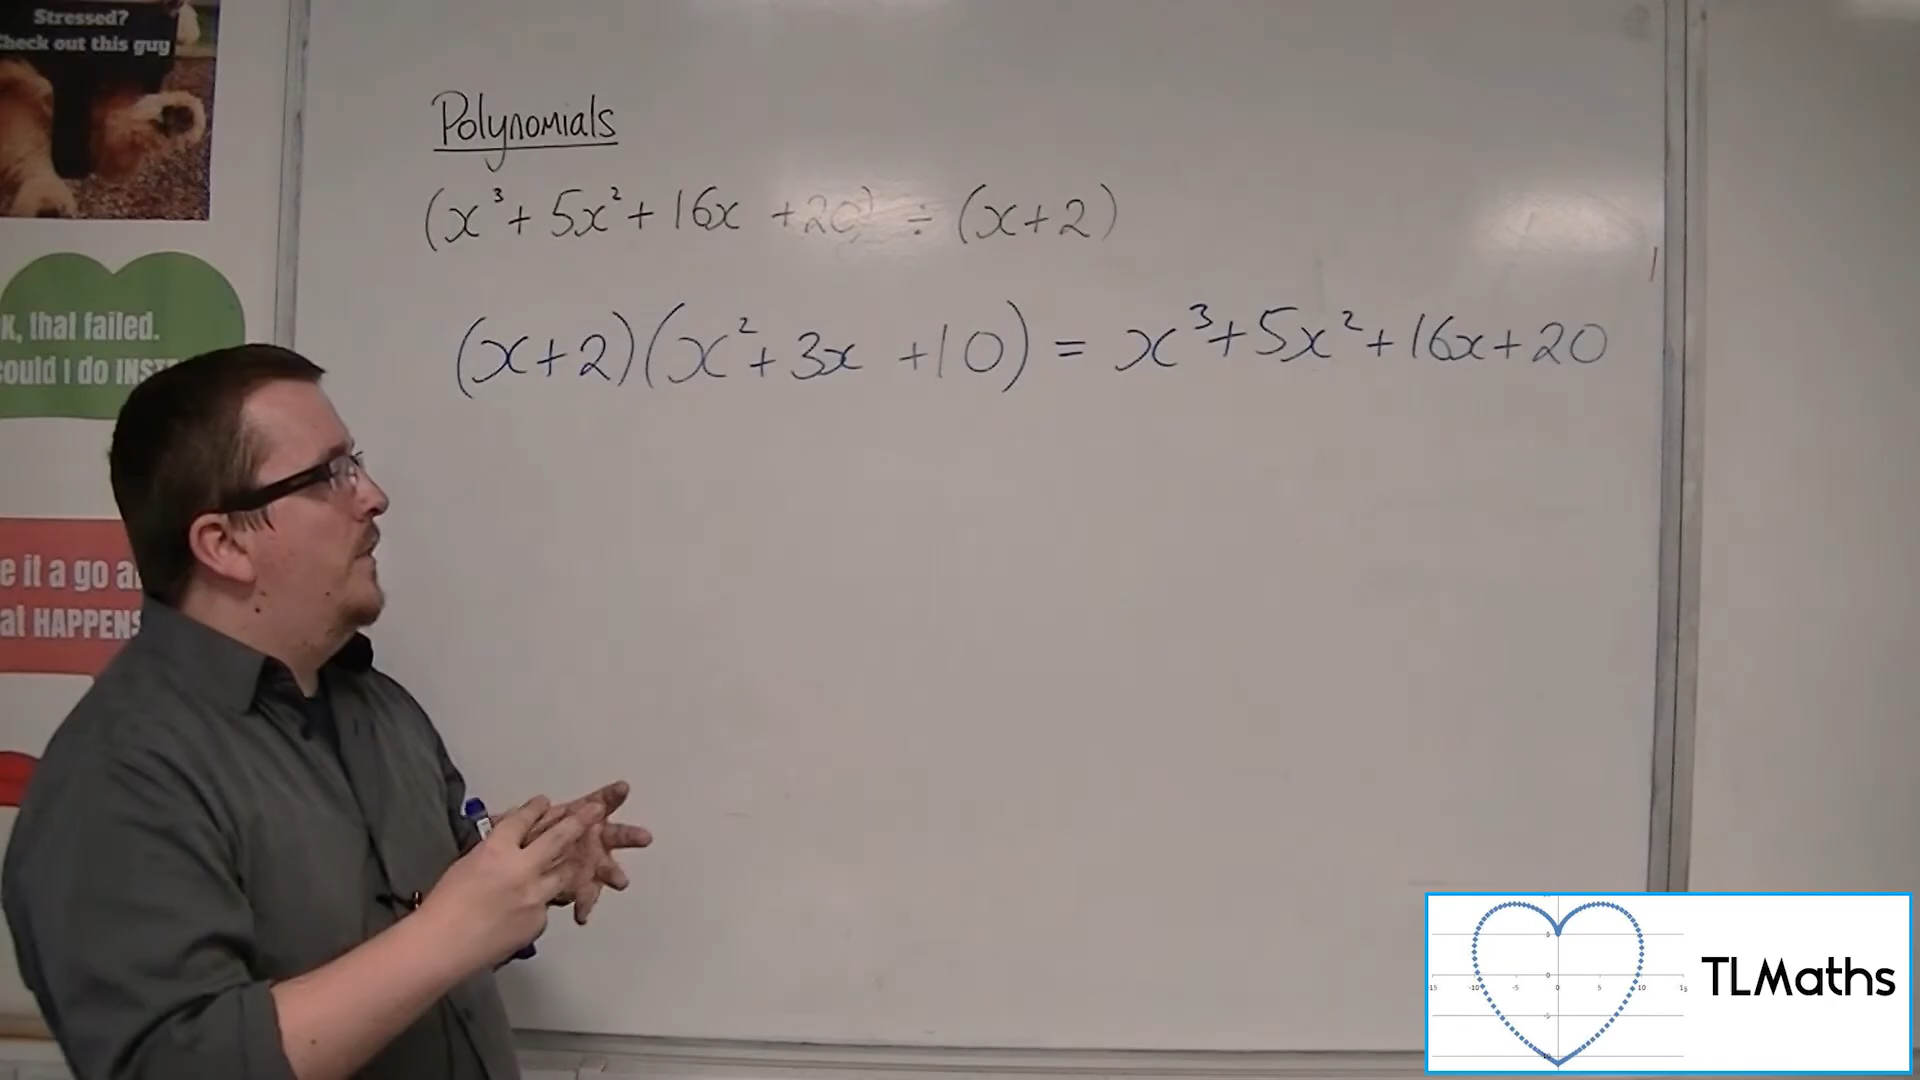 Stressed?
Check out this guy
Polynomials
(x³ + 5x² + 16x + 20) ÷ (x+2)
K, that failed.
could I do INST
(x+2)(x² + 3x + 10) = x³ + 5x² + 16x + 20
e it a go a
at HAPPENS
TLMaths